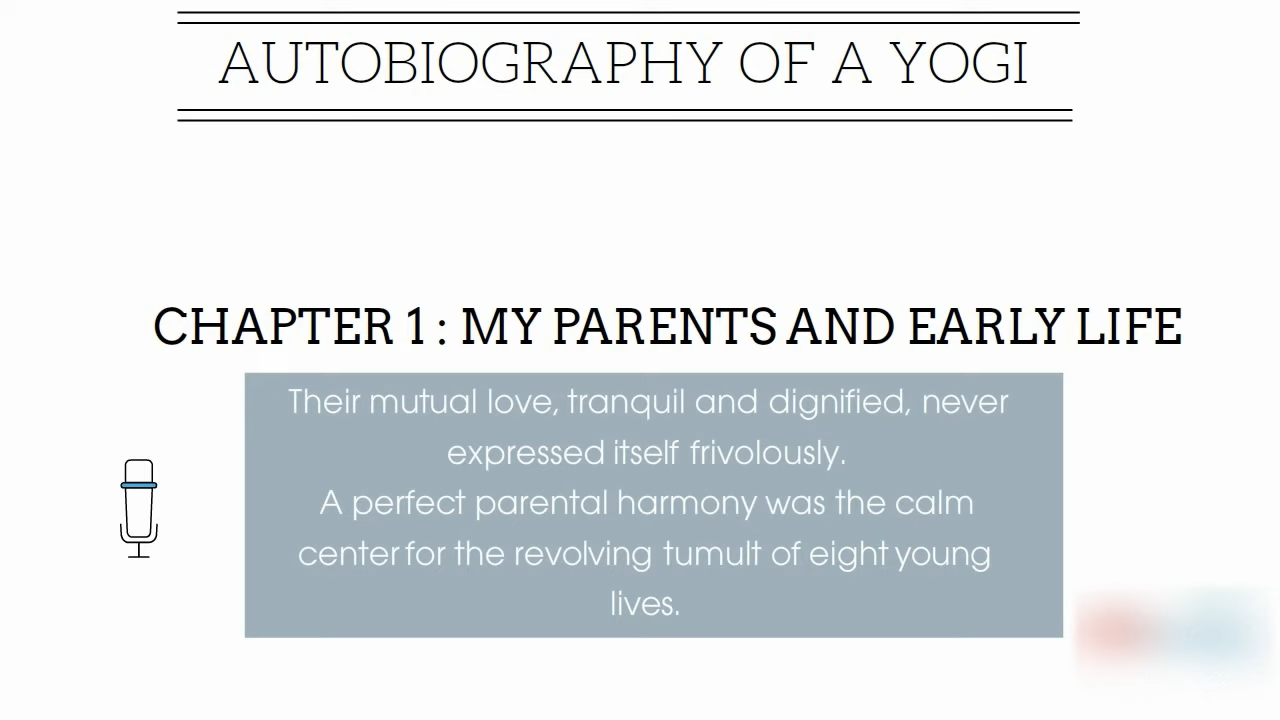 AUTOBIOGRAPHY OF A YOGI
CHAPTER 1 : MY PARENTS AND EARLY LIFE
Their mutual love, tranquil and dignified, never
expressed itself frivolously.
A perfect parental harmony was the calm
center for the revolving tumult of eight young
lives.